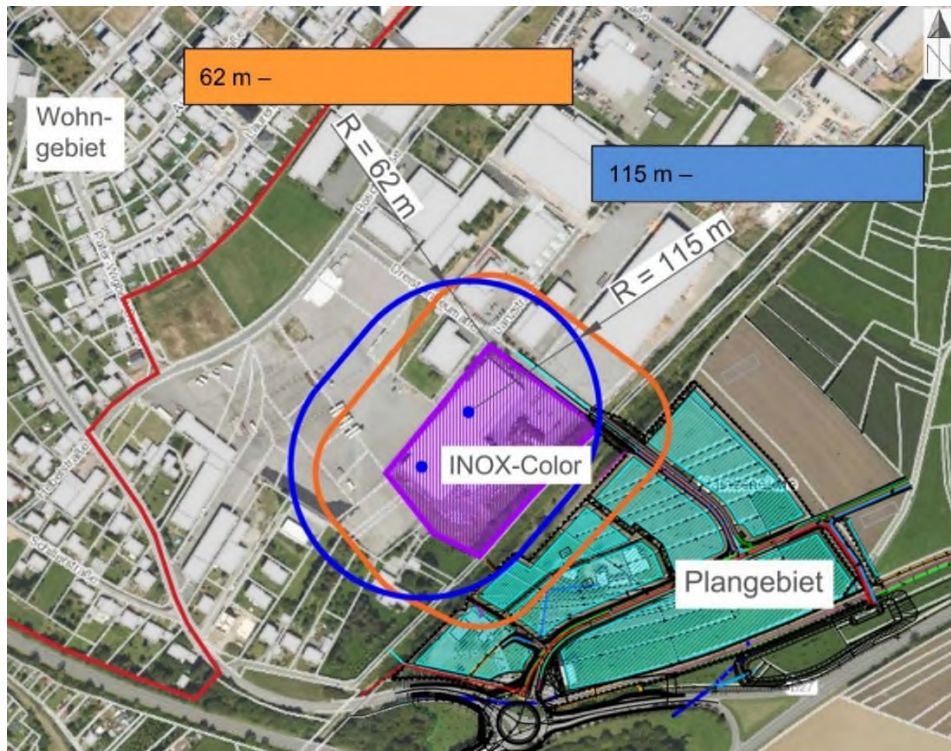 62 m –
Wohn-
gebiet
R = 62 m
115 m –
R = 115 m
INOX-Color
Plangebiet